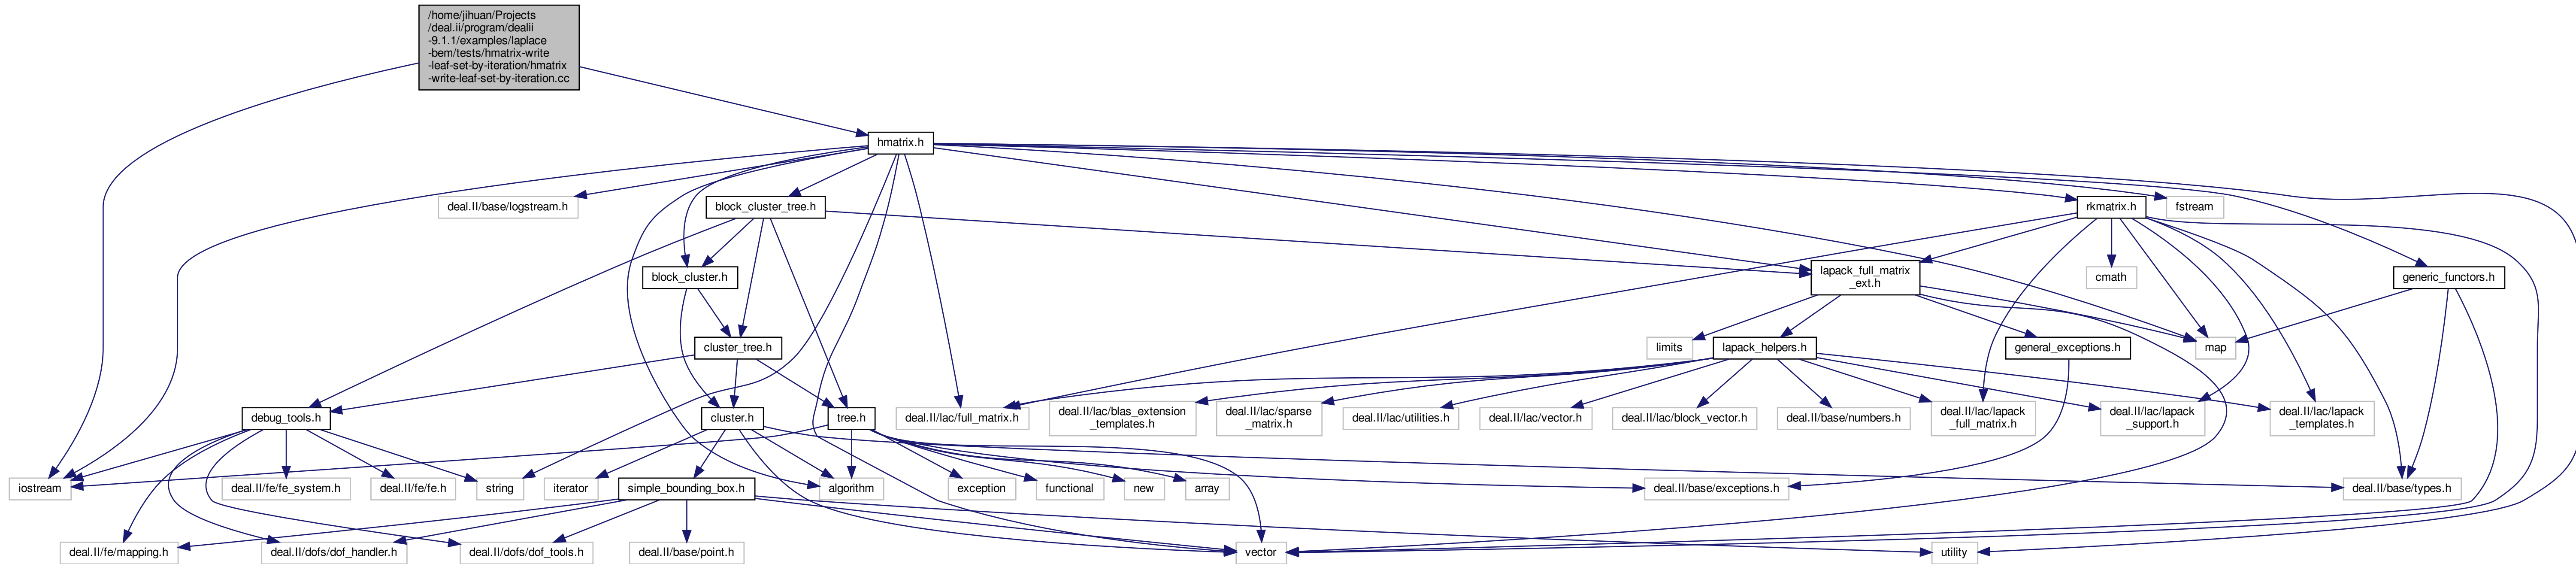 /home/jihuan/Projects
/deal.ii/program/dealii
-9.1.1/examples/laplace
-bem/tests/hmatrix-write
-leaf-set-by-iteration/hmatrix
-write-leaf-set-by-iteration.cc
hmatrix.h
deal.II/base/logstream.h
block_cluster_tree.h
rkmatrix.h
fstream
block_cluster.h
lapack_full_matrix
_ext.h
cmath
generic_functors.h
cluster_tree.h
limits
lapack_helpers.h
general_exceptions.h
map
debug_tools.h
cluster.h
tree.h
deal.II/lac/full_matrix.h
deal.II/lac/blas_extension
_templates.h
deal.II/lac/sparse
_matrix.h
deal.II/lac/utilities.h
deal.II/lac/vector.h
deal.II/lac/block_vector.h
deal.II/base/numbers.h
deal.II/lac/lapack
_full_matrix.h
deal.II/lac/lapack
_support.h
deal.II/lac/lapack
_templates.h
iostream
deal.II/fe/fe_system.h
deal.II/fe/fe.h
string
iterator
simple_bounding_box.h
algorithm
exception
functional
new
array
deal.II/base/exceptions.h
deal.II/base/types.h
deal.II/fe/mapping.h
deal.II/dofs/dof_handler.h
deal.II/dofs/dof_tools.h
deal.II/base/point.h
vector
utility